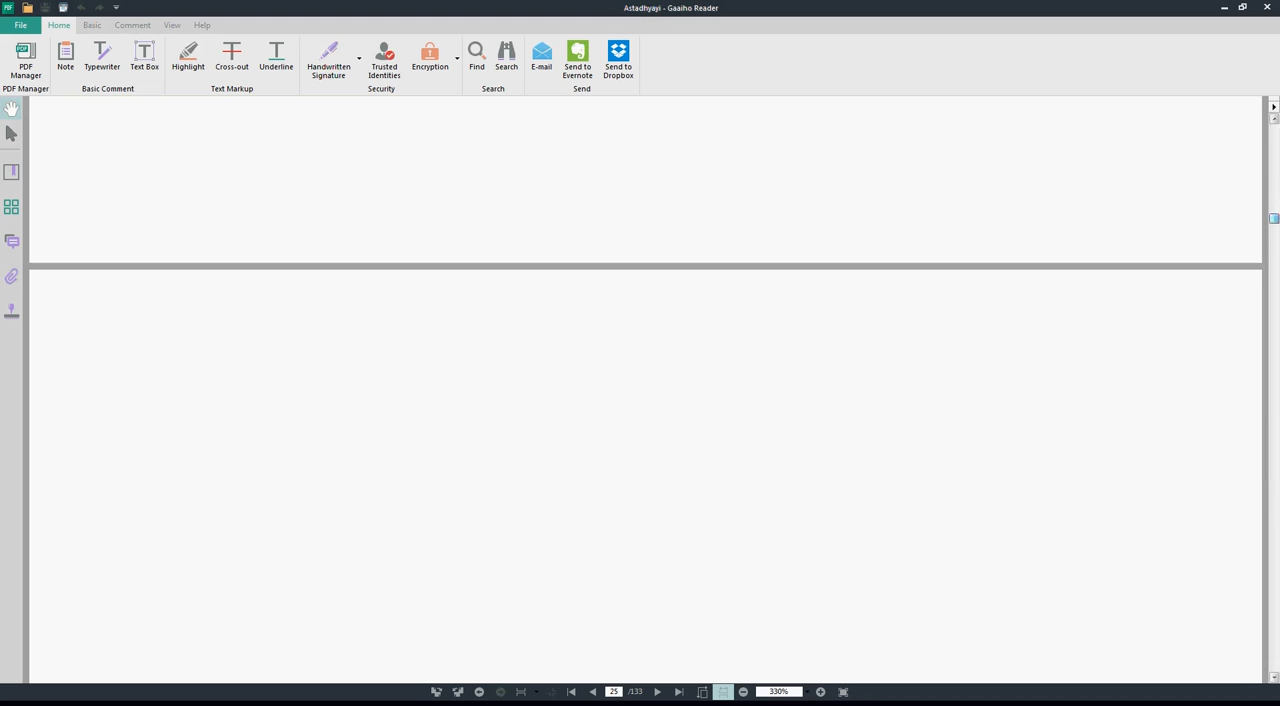 PDF
Astadhyayi - Gaaiho Reader
File Home Basic Comment View Help
PDF Manager
Note Typewriter Text Box Highlight Cross-out Underline Handwritten Signature Trusted Identities Encryption Find Search E-mail Send to Evernote Send to Dropbox
PDF Manager Basic Comment Text Markup Security Search Send
25 /133 330%